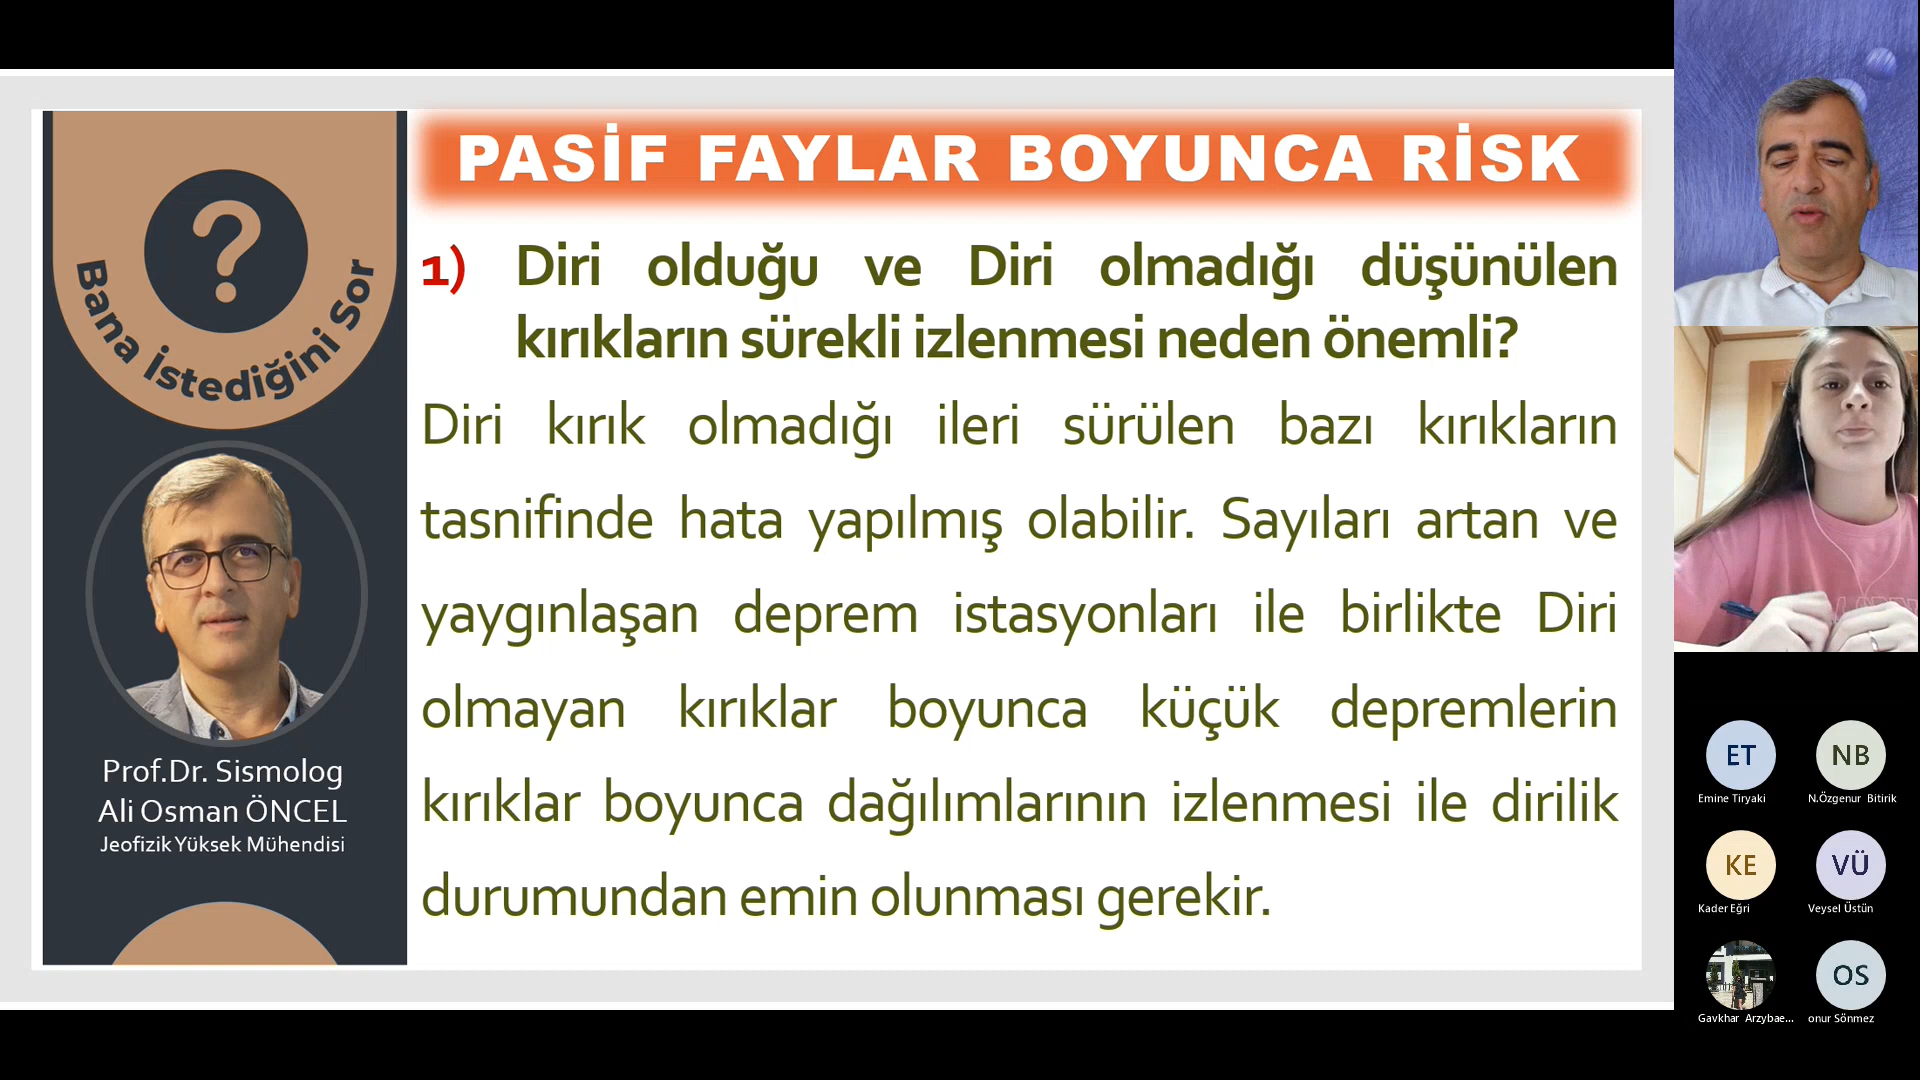 ?
Bana İstediğini Sor
Prof.Dr. Sismolog
Ali Osman ÖNCEL
Jeofizik Yüksek Mühendisi
PASİF FAYLAR BOYUNCA RİSK
1) Diri olduğu ve Diri olmadığı düşünülen
kırıkların sürekli izlenmesi neden önemli?
Diri kırık olmadığı ileri sürülen bazı kırıkların
tasnifinde hata yapılmış olabilir. Sayıları artan ve
yaygınlaşan deprem istasyonları ile birlikte Diri
olmayan kırıklar boyunca küçük depremlerin
kırıklar boyunca dağılımlarının izlenmesi ile dirilik
durumundan emin olunması gerekir.
ET
Emine Tiryaki
NB
N.Özgenur Bitirik
KE
Kader Eğri
VÜ
Veysel Üstün
Gavkhar Arzybae...
OS
onur Sönmez